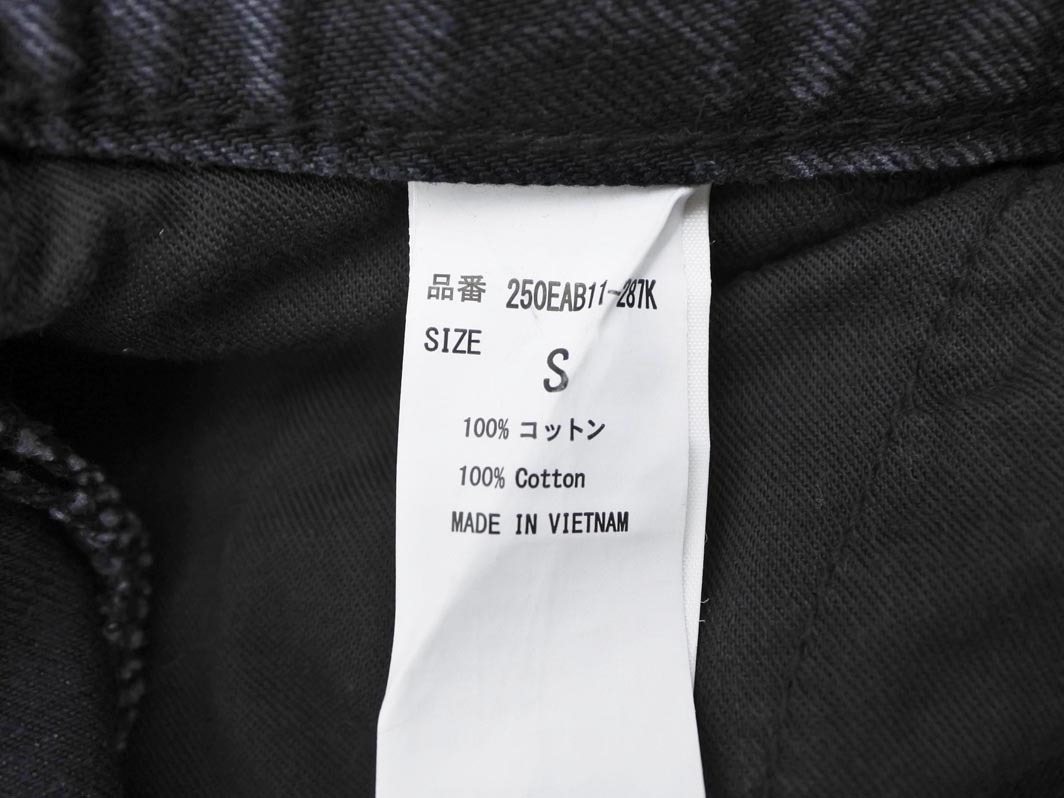 品番 250EAB11-287K
SIZE S
100% コットン
100% Cotton
MADE IN VIETNAM